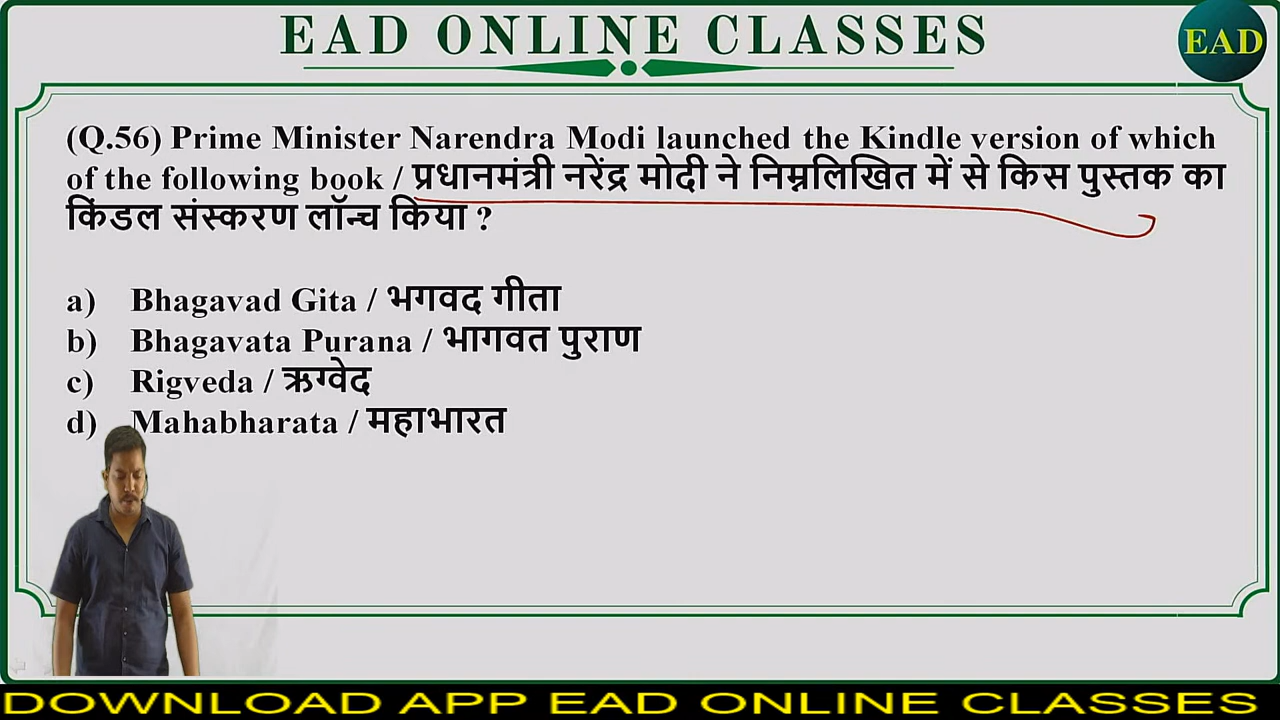 EAD ONLINE CLASSES
EAD
(Q.56) Prime Minister Narendra Modi launched the Kindle version of which
of the following book / प्रधानमंत्री नरेंद्र मोदी ने निम्नलिखित में से किस पुस्तक का
किंडल संस्करण लॉन्च किया ?
a) Bhagavad Gita / भगवद गीता
b) Bhagavata Purana / भागवत पुराण
c) Rigveda / ऋग्वेद
d) Mahabharata / महाभारत
DOWNLOAD APP EAD ONLINE CLASSES